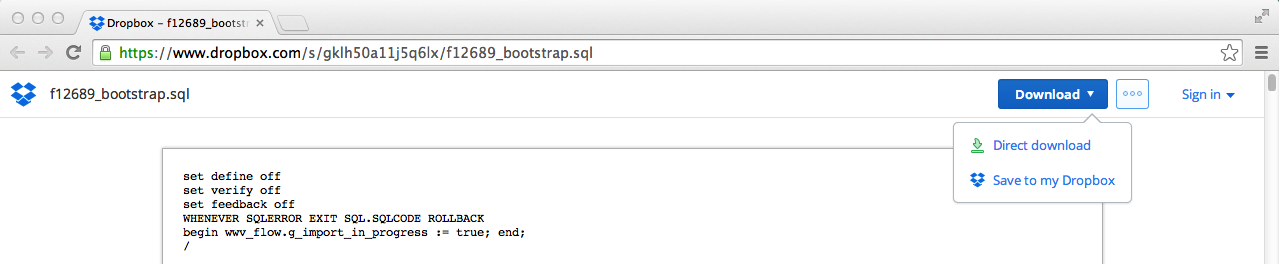 Dropbox – f12689_bootstr
https://www.dropbox.com/s/gklh50a11j5q6lx/f12689_bootstrap.sql
f12689_bootstrap.sql
Download
Sign in
Direct download
Save to my Dropbox
set define off
set verify off
set feedback off
WHENEVER SQLERROR EXIT SQL.SQLCODE ROLLBACK
begin wwv_flow.g_import_in_progress := true; end;
/